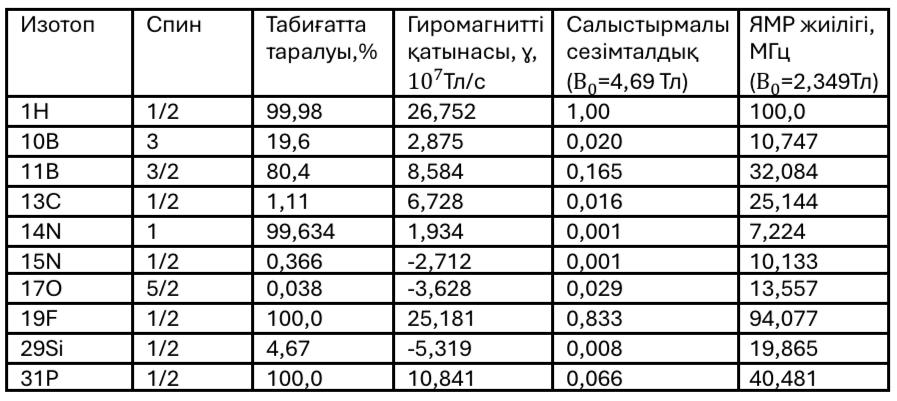 Изотоп Спин Табиғатта Гиромагнитті Салыстырмалы ЯМР жиілігі,
таралуы,% қатынасы, ɣ, сезімталдық МГц
10⁷Тл/с (B₀=4,69 Тл) (B₀=2,349Тл)
1H 1/2 99,98 26,752 1,00 100,0
10B 3 19,6 2,875 0,020 10,747
11B 3/2 80,4 8,584 0,165 32,084
13C 1/2 1,11 6,728 0,016 25,144
14N 1 99,634 1,934 0,001 7,224
15N 1/2 0,366 -2,712 0,001 10,133
17O 5/2 0,038 -3,628 0,029 13,557
19F 1/2 100,0 25,181 0,833 94,077
29Si 1/2 4,67 -5,319 0,008 19,865
31P 1/2 100,0 10,841 0,066 40,481